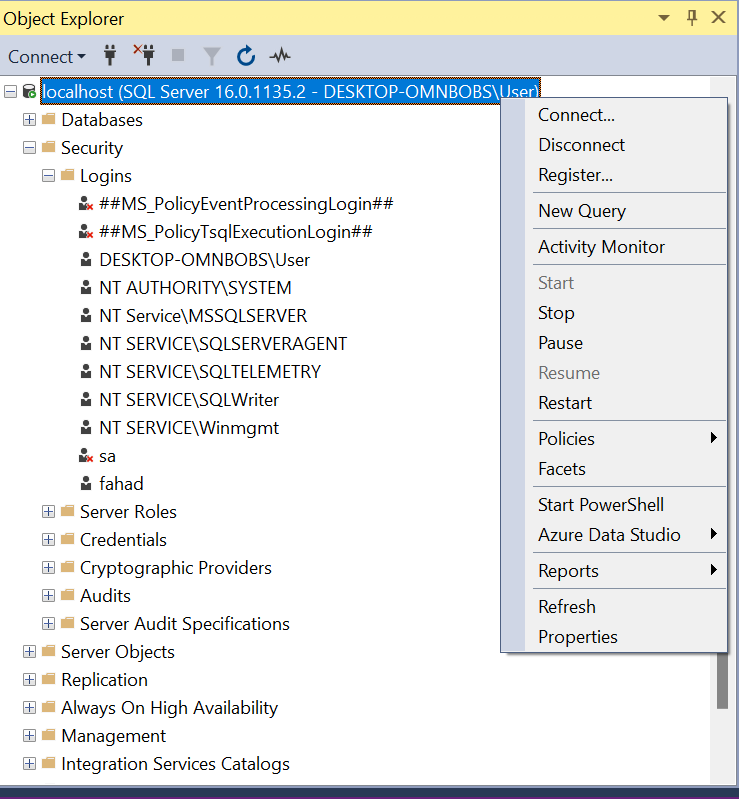 Object Explorer
Connect
localhost (SQL Server 16.0.1135.2 - DESKTOP-OMNBOBS\User)
Databases
Security
Logins
##MS_PolicyEventProcessingLogin##
##MS_PolicyTsqlExecutionLogin##
DESKTOP-OMNBOBS\User
NT AUTHORITY\SYSTEM
NT Service\MSSQLSERVER
NT SERVICE\SQLSERVERAGENT
NT SERVICE\SQLTELEMETRY
NT SERVICE\SQLWriter
NT SERVICE\Winmgmt
sa
fahad
Server Roles
Credentials
Cryptographic Providers
Audits
Server Audit Specifications
Server Objects
Replication
Always On High Availability
Management
Integration Services Catalogs
Connect...
Disconnect
Register...
New Query
Activity Monitor
Start
Stop
Pause
Resume
Restart
Policies
Facets
Start PowerShell
Azure Data Studio
Reports
Refresh
Properties